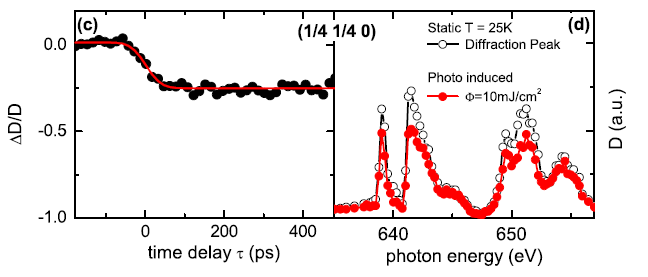 (c)
(1/4 1/4 0)
(d)
Static T = 25K
Diffraction Peak
Photo induced
Φ=10mJ/cm²
0.0
-0.5
-1.0
ΔD/D
0
200
400
time delay τ (ps)
640
650
photon energy (eV)
D (a.u.)